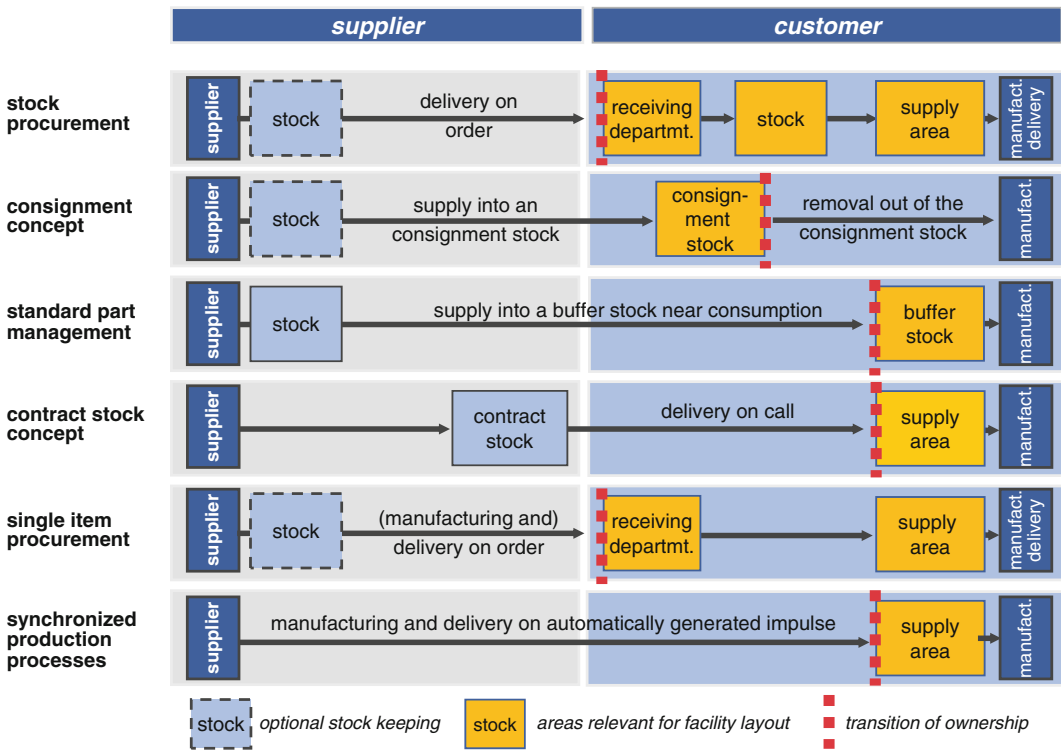 supplier
customer
stock
procurement
supplier
stock
delivery on
order
receiving
departmt.
stock
supply
area
manufact.
delivery
consignment
concept
supplier
stock
supply into an
consignment stock
consign-
ment
stock
removal out of the
consignment stock
manufact.
standard part
management
supplier
stock
supply into a buffer stock near consumption
buffer
stock
manufact.
contract stock
concept
supplier
contract
stock
delivery on call
supply
area
manufact.
single item
procurement
supplier
stock
(manufacturing and)
delivery on order
receiving
departmt.
supply
area
manufact.
delivery
synchronized
production
processes
supplier
manufacturing and delivery on automatically generated impulse
supply
area
manufact.
stock
optional stock keeping
stock
areas relevant for facility layout
transition of ownership